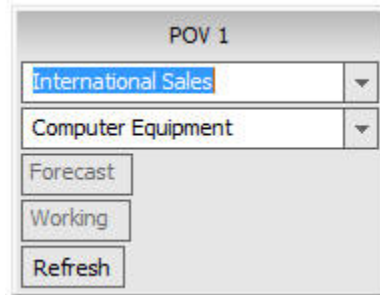 POV 1
International Sales
Computer Equipment
Forecast
Working
Refresh